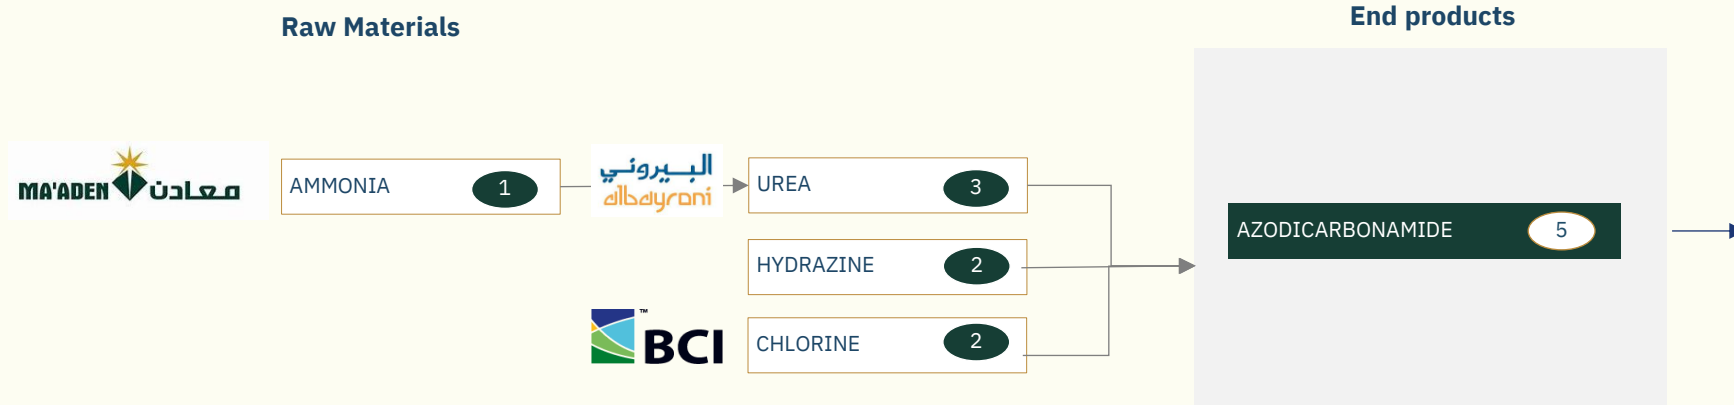 Raw Materials
End products
MA'ADEN معادن
AMMONIA 1
البيروني
albayroni
UREA 3
HYDRAZINE 2
BCI ™
CHLORINE 2
AZODICARBONAMIDE 5